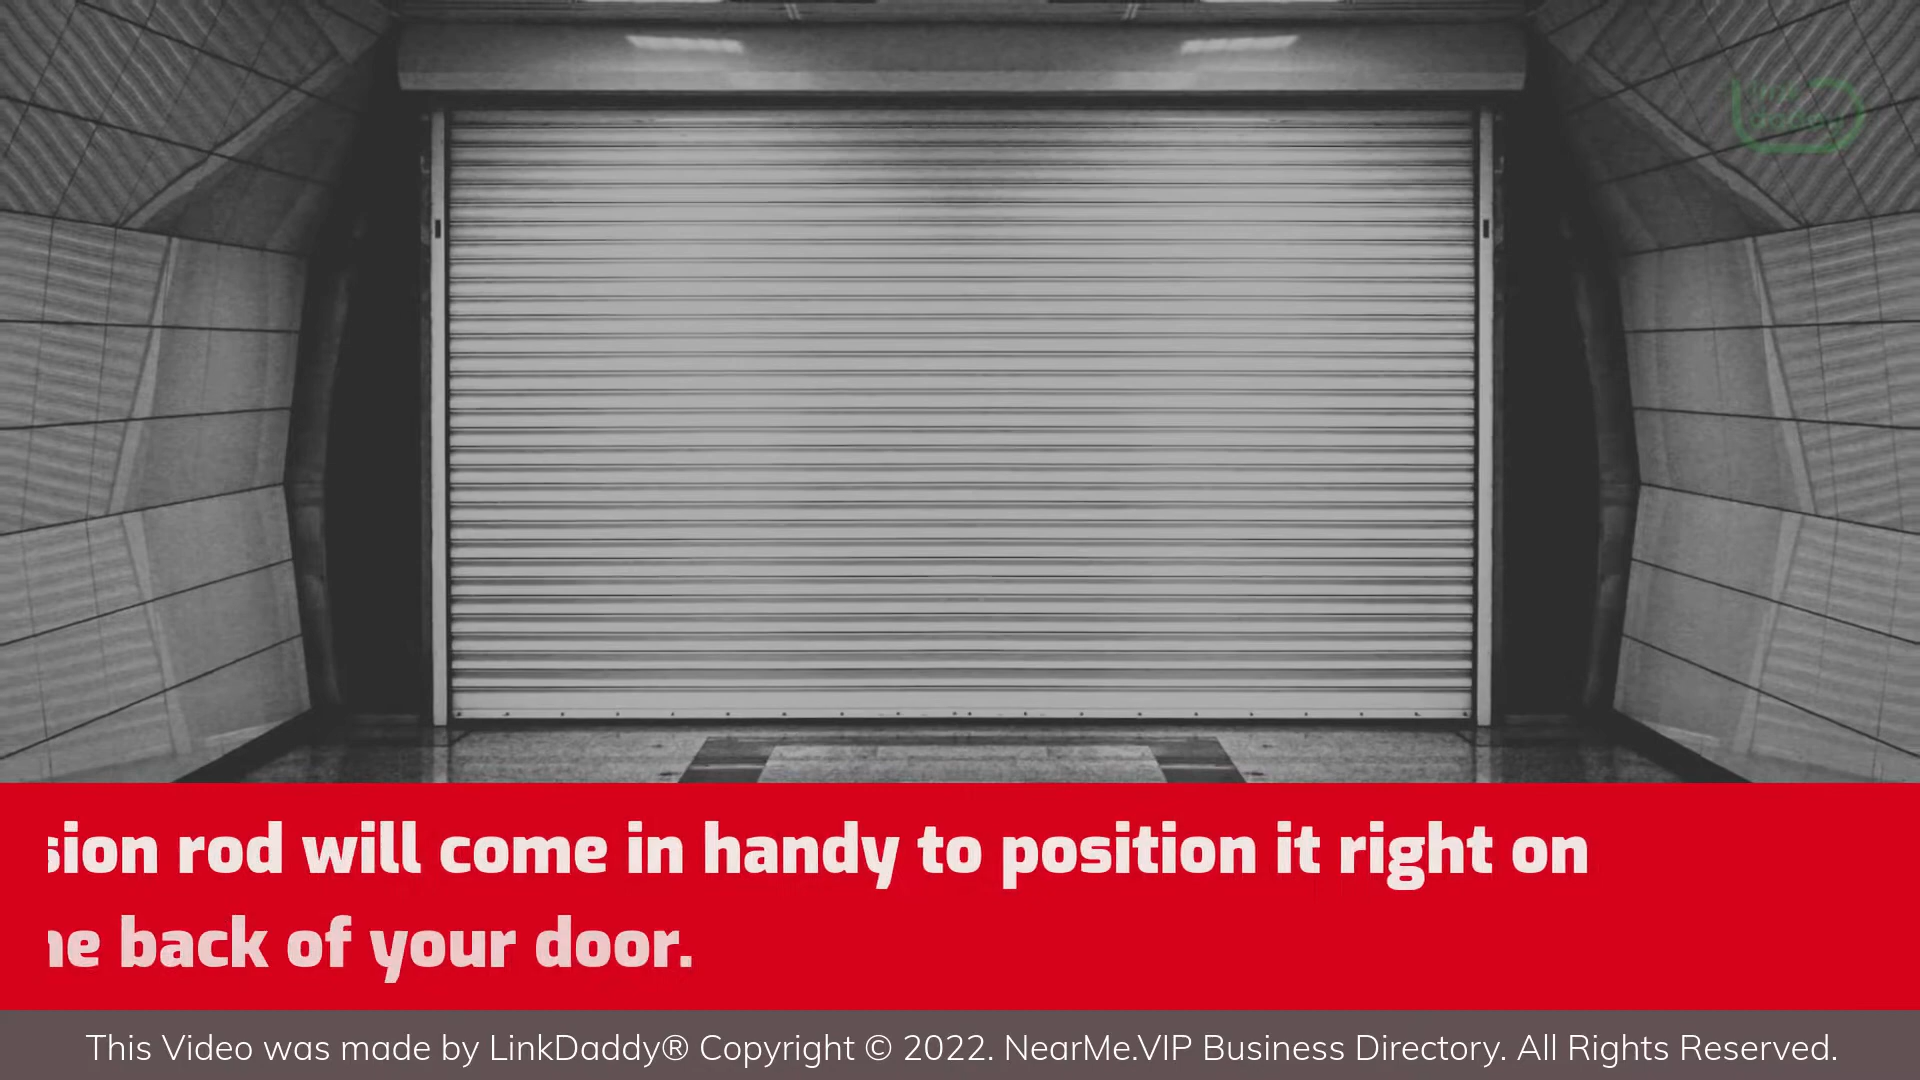 sion rod will come in handy to position it right on
he back of your door.
This Video was made by LinkDaddy® Copyright © 2022. NearMe.VIP Business Directory. All Rights Reserved.